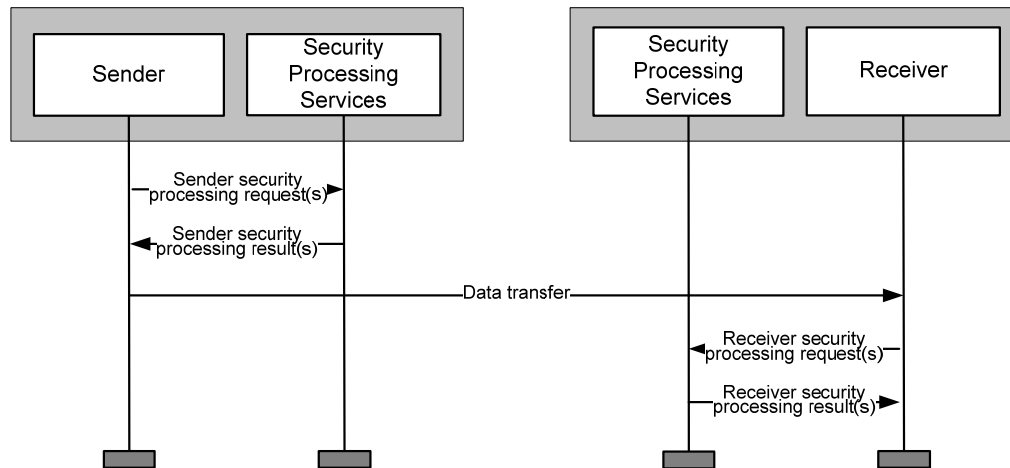 Sender
Security
Processing
Services
Security
Processing
Services
Receiver
Sender security
processing request(s)
Sender security
processing result(s)
Data transfer
Receiver security
processing request(s)
Receiver security
processing result(s)